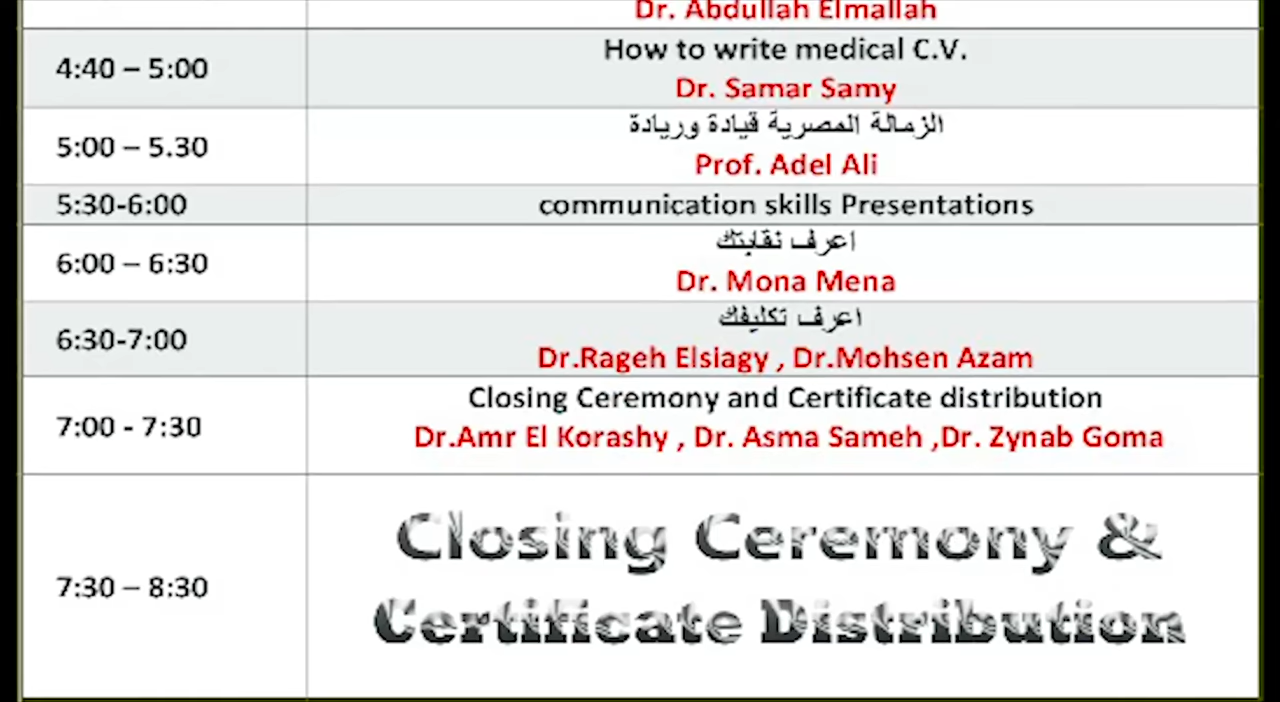 Dr. Abdullah Elmallah
4:40 – 5:00
How to write medical C.V.
Dr. Samar Samy
5:00 – 5.30
الزمالة المصرية قيادة وريادة
Prof. Adel Ali
5:30-6:00
communication skills Presentations
6:00 – 6:30
اعرف نقابتك
Dr. Mona Mena
6:30-7:00
اعرف تكليفك
Dr.Rageh Elsiagy , Dr.Mohsen Azam
7:00 - 7:30
Closing Ceremony and Certificate distribution
Dr.Amr El Korashy , Dr. Asma Sameh ,Dr. Zynab Goma
7:30 – 8:30
Closing Ceremony &
Certificate Distribution